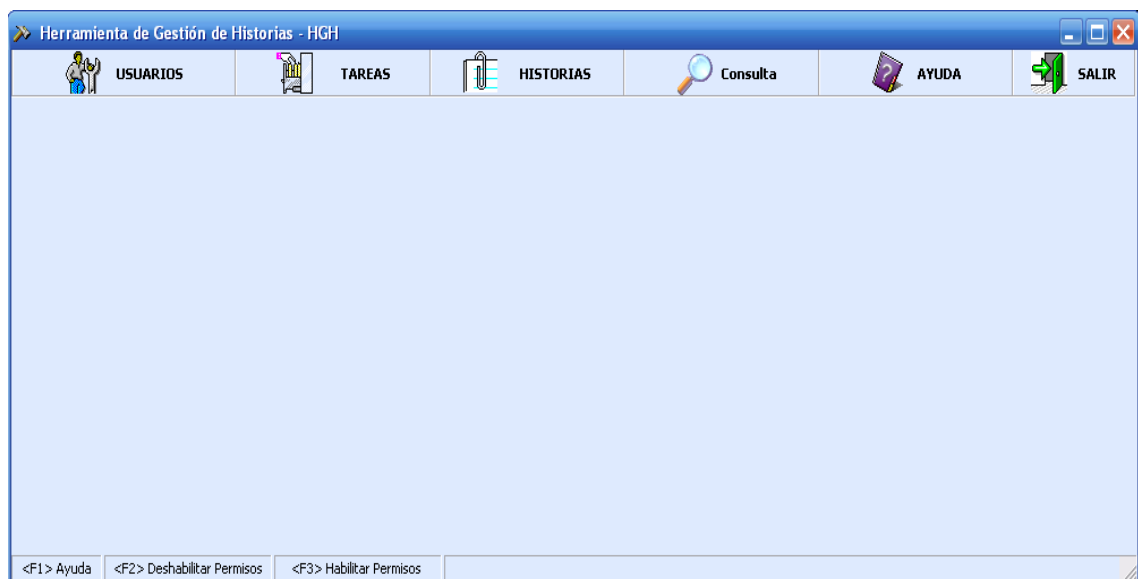 Herramienta de Gestión de Historias - HGH
USUARIOS TAREAS HISTORIAS Consulta AYUDA SALIR
<F1> Ayuda <F2> Deshabilitar Permisos <F3> Habilitar Permisos